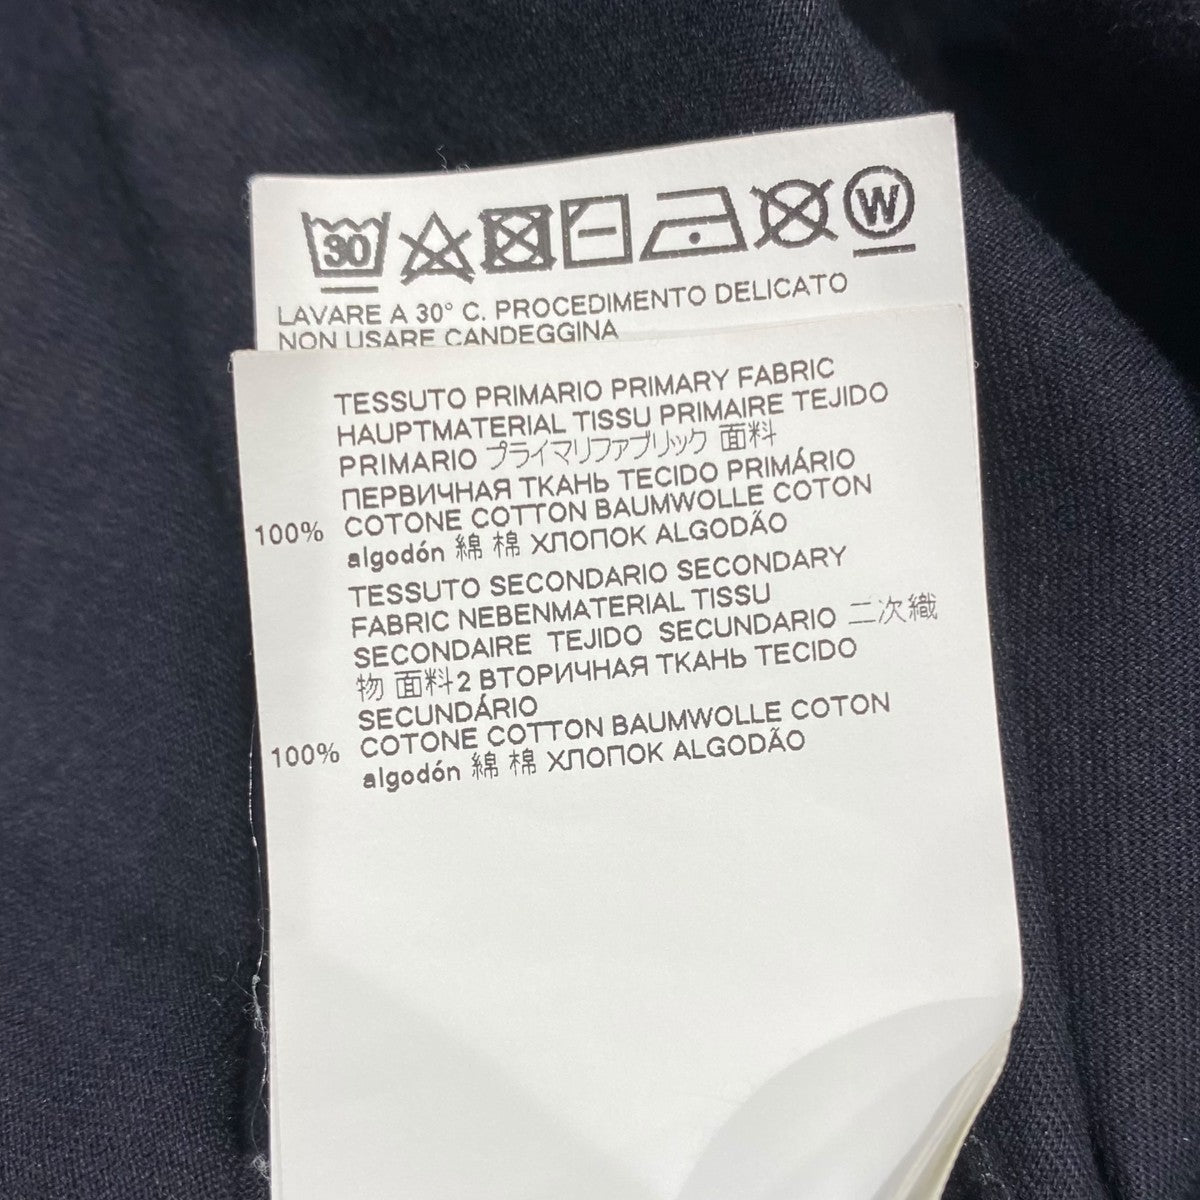 30 W
LAVARE A 30° C. PROCEDIMENTO DELICATO
NON USARE CANDEGGINA
TESSUTO PRIMARIO PRIMARY FABRIC
HAUPTMATERIAL TISSU PRIMAIRE TEJIDO
PRIMARIO プライマリファブリック 面料
ПЕРВИЧНАЯ ТКАНЬ TECIDO PRIMÁRIO
100% COTONE COTTON BAUMWOLLE COTON
algodón 綿 棉 ХЛОПОК ALGODÃO
TESSUTO SECONDARIO SECONDARY
FABRIC NEBENMATERIAL TISSU
SECONDAIRE TEJIDO SECUNDARIO 二次織
物 面料2 ВТОРИЧНАЯ ТКАНЬ TECIDO
SECUNDÁRIO
100% COTONE COTTON BAUMWOLLE COTON
algodón 綿 棉 ХЛОПОК ALGODÃO